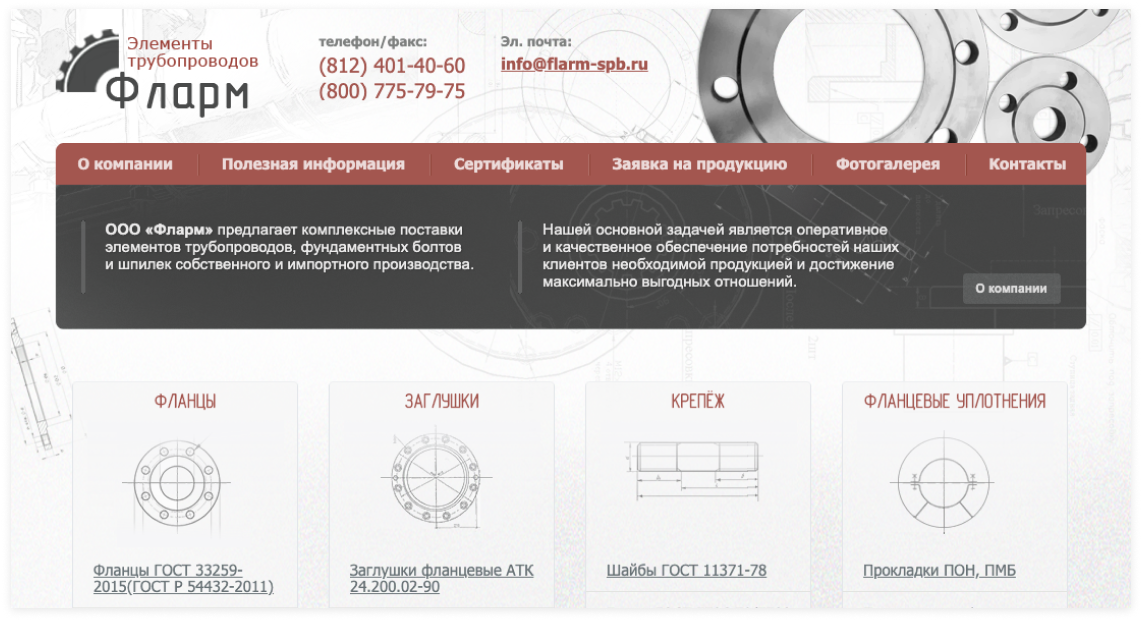 Элементы
трубопроводов
Фларм
телефон/факс:
(812) 401-40-60
(800) 775-79-75
Эл. почта:
info@flarm-spb.ru
О компании
Полезная информация
Сертификаты
Заявка на продукцию
Фотогалерея
Контакты
ООО «Фларм» предлагает комплексные поставки
элементов трубопроводов, фундаментных болтов
и шпилек собственного и импортного производства.
Нашей основной задачей является оперативное
и качественное обеспечение потребностей наших
клиентов необходимой продукцией и достижение
максимально выгодных отношений.
О компании
ФЛАНЦЫ
Фланцы ГОСТ 33259-
2015(ГОСТ Р 54432-2011)
ЗАГЛУШКИ
Заглушки фланцевые АТК
24.200.02-90
КРЕПЁЖ
Шайбы ГОСТ 11371-78
ФЛАНЦЕВЫЕ УПЛОТНЕНИЯ
Прокладки ПОН, ПМБ